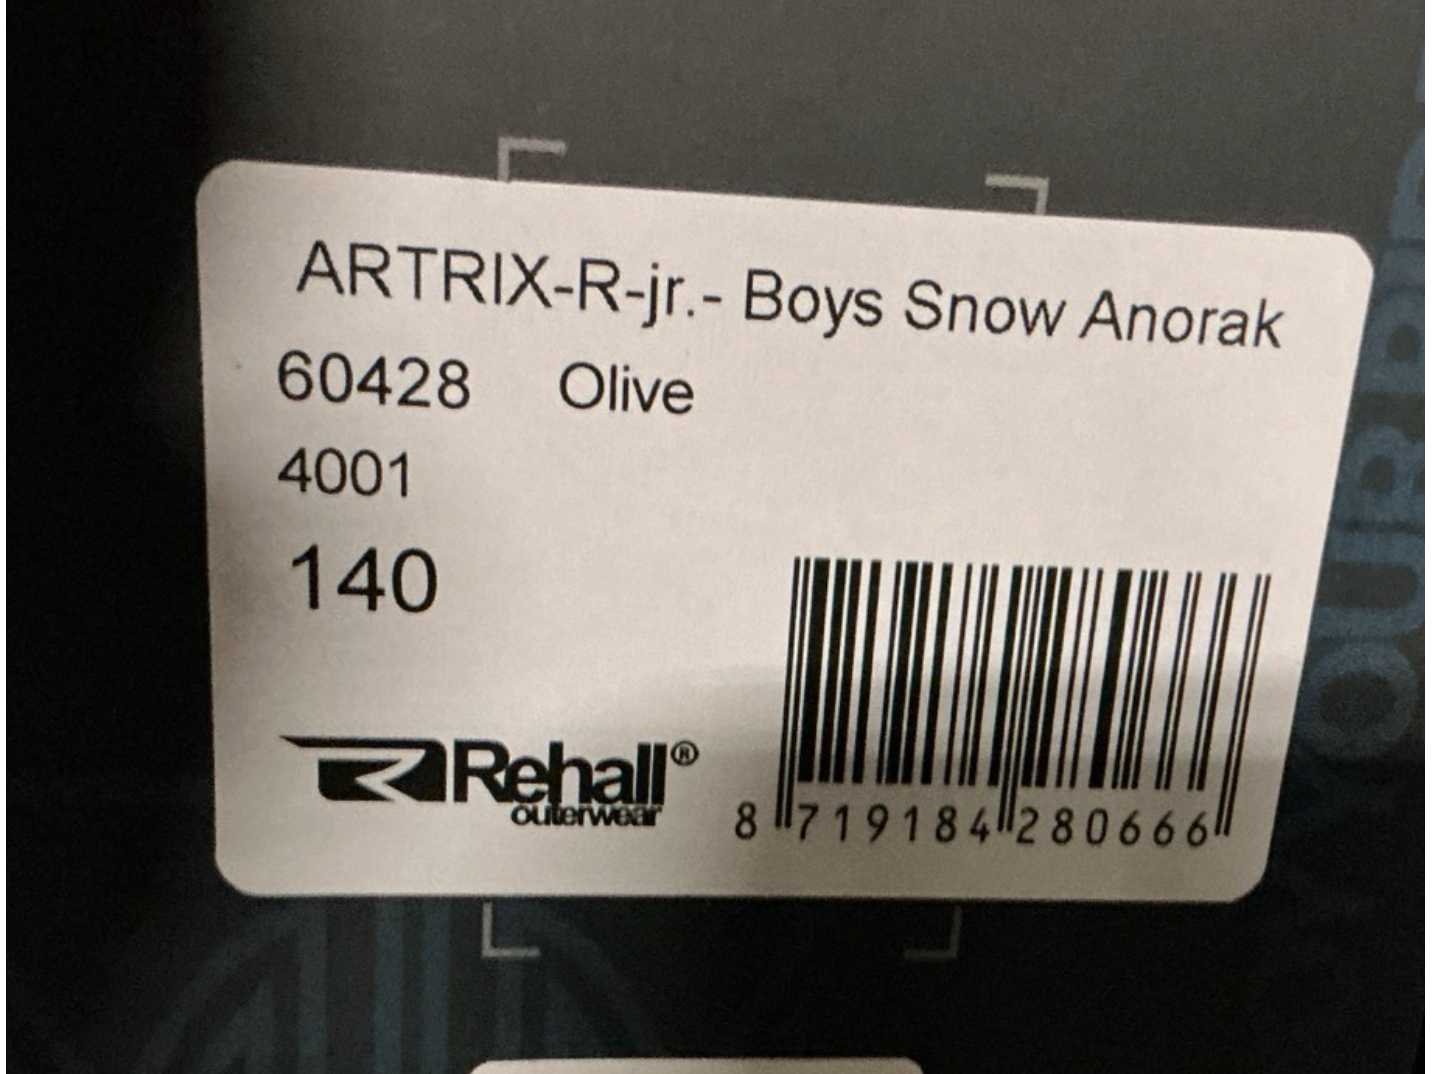 ARTRIX-R-jr.- Boys Snow Anorak
60428 Olive
4001
140
Rehall®
outerwear
8 719184 280666